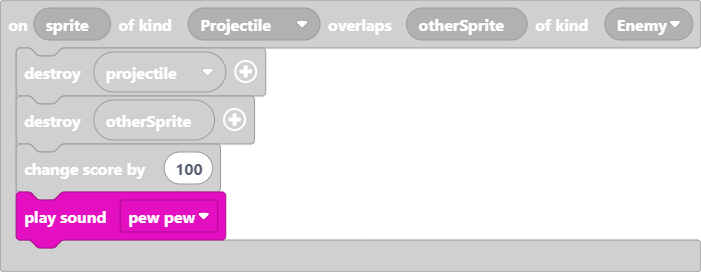 on sprite of kind Projectile overlaps otherSprite of kind Enemy
destroy projectile
destroy otherSprite
change score by 100
play sound pew pew